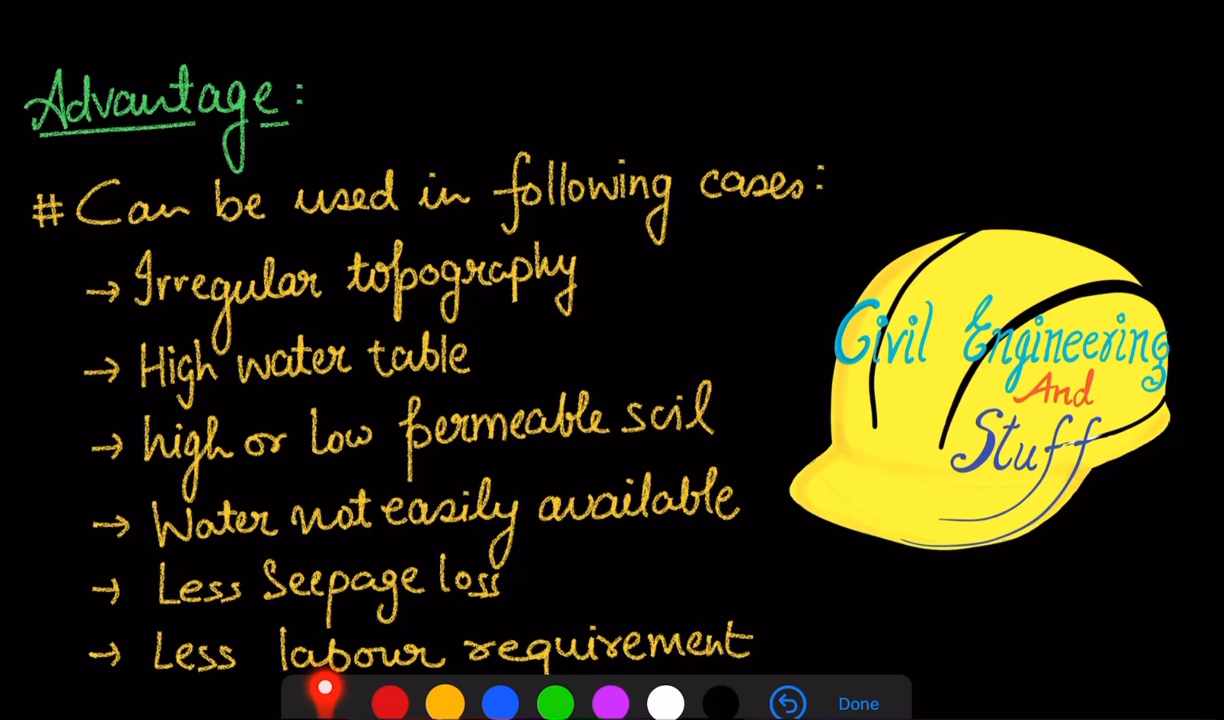 Advantage:
# Can be used in following cases:
→ Irregular topography
→ High water table
→ high or low permeable soil
→ Water not easily available
→ Less Seepage loss
→ Less labour requirement
Civil Engineering
And
Stuff
Done